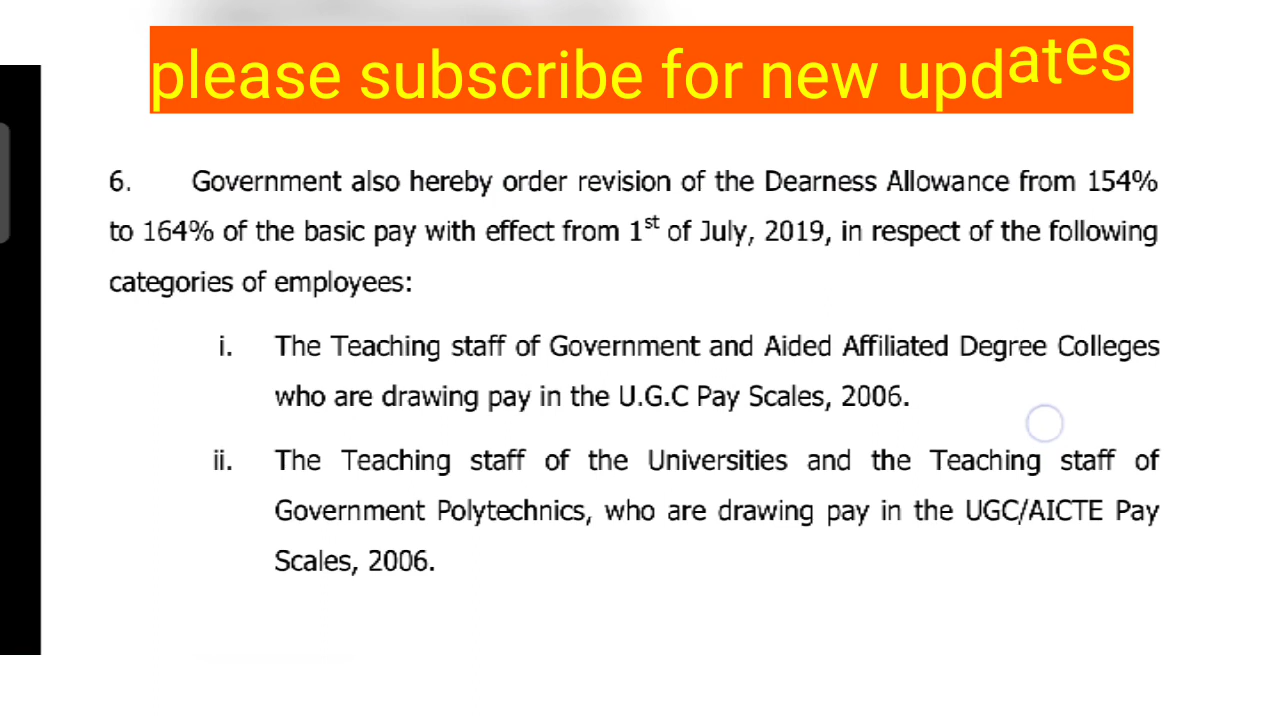 please subscribe for new updates
6. Government also hereby order revision of the Dearness Allowance from 154%
to 164% of the basic pay with effect from 1st of July, 2019, in respect of the following
categories of employees:
i. The Teaching staff of Government and Aided Affiliated Degree Colleges
who are drawing pay in the U.G.C Pay Scales, 2006.
ii. The Teaching staff of the Universities and the Teaching staff of
Government Polytechnics, who are drawing pay in the UGC/AICTE Pay
Scales, 2006.